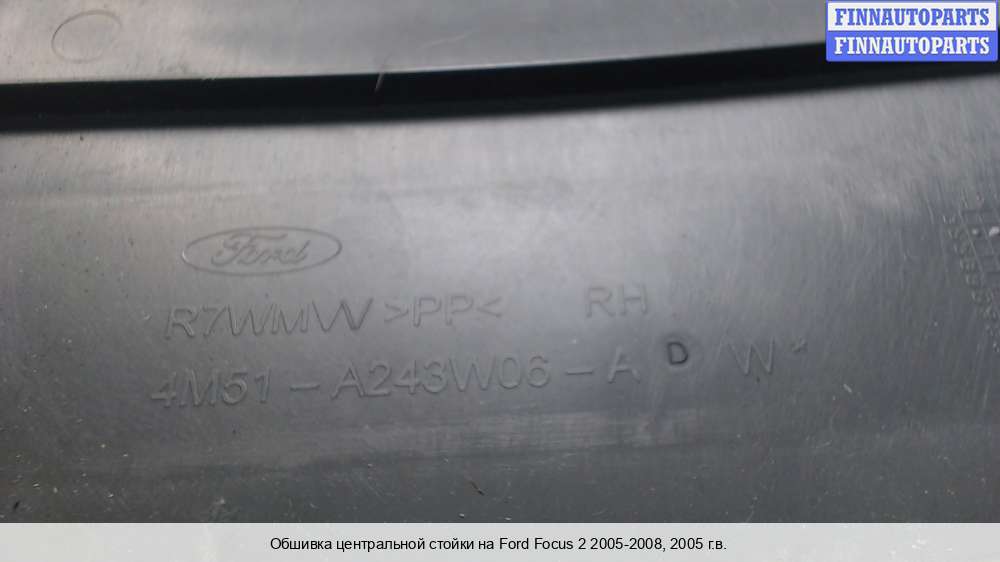 FINNAUTOPARTS
FINNAUTOPARTS
Ford
R7WMW >PP< RH
4M51 - A243W06 - A D /W*
Обшивка центральной стойки на Ford Focus 2 2005-2008, 2005 г.в.